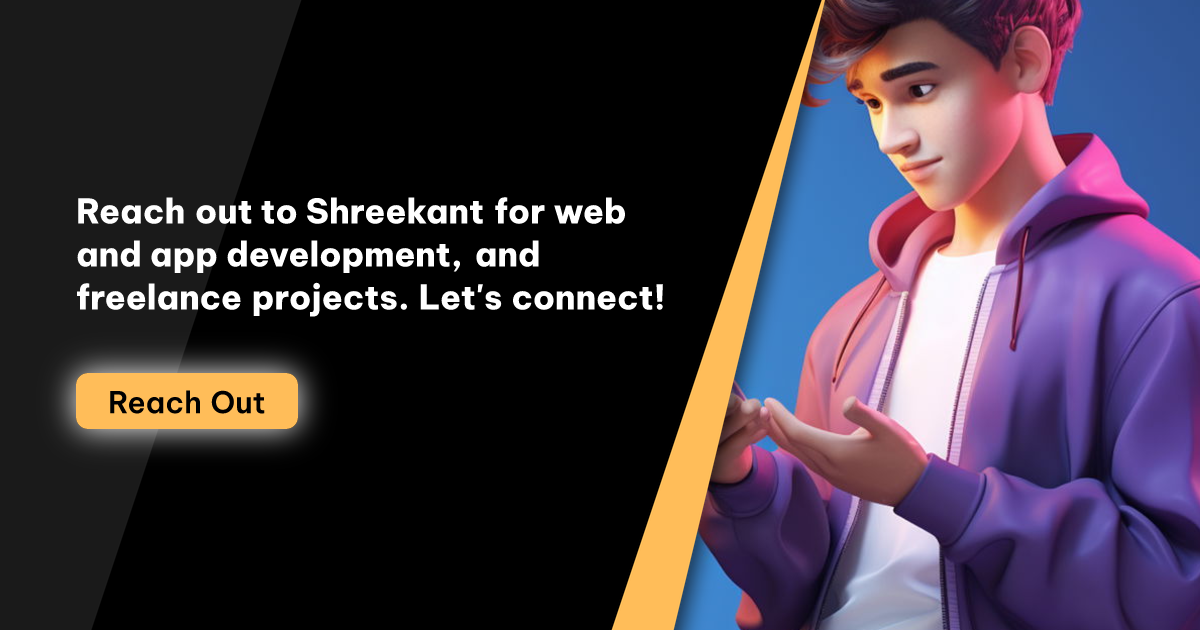 Reach out to Shreekant for web
and app development, and
freelance projects. Let's connect!
Reach Out